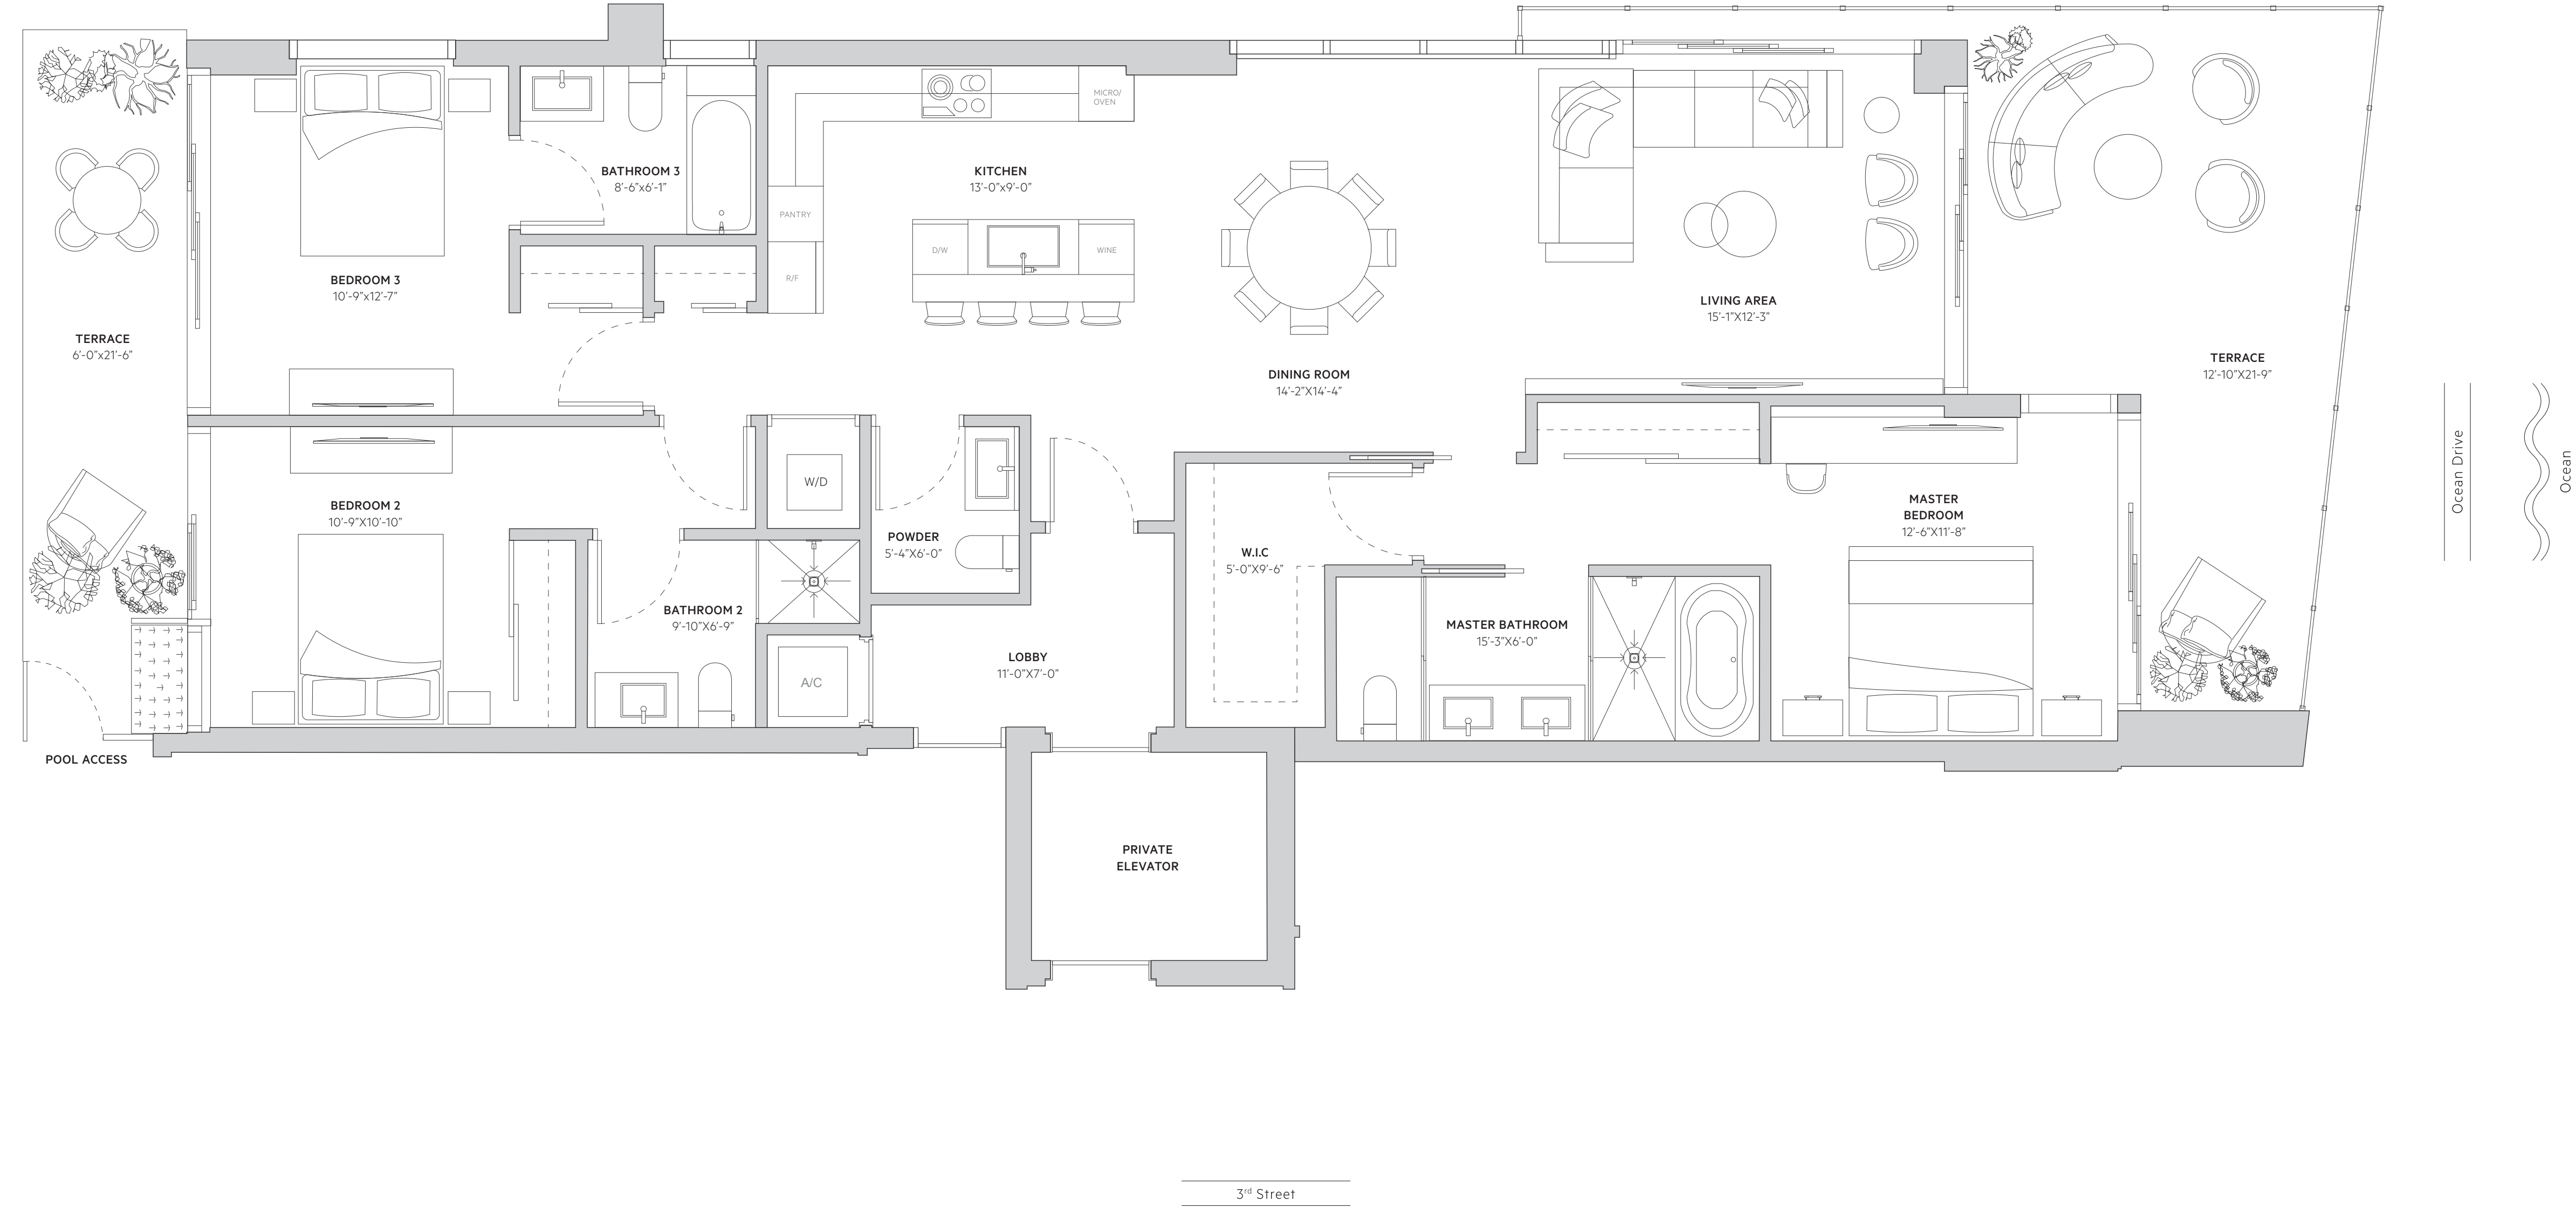 MICRO/
OVEN
BATHROOM 3
8'-6"x6'-1"
KITCHEN
13'-0"x9'-0"
PANTRY
D/W
WINE
R/F
BEDROOM 3
10'-9"x12'-7"
LIVING AREA
15'-1"X12'-3"
TERRACE
6'-0"x21'-6"
TERRACE
12'-10"X21-9"
DINING ROOM
14'-2"X14'-4"
Ocean Drive
Ocean
W/D
BEDROOM 2
10'-9"X10'-10"
MASTER
BEDROOM
12'-6"X11'-8"
POWDER
5'-4"X6'-0"
W.I.C
5'-0"X9'-6"
BATHROOM 2
9'-10"X6'-9"
MASTER BATHROOM
15'-3"X6'-0"
LOBBY
11'-0"X7'-0"
A/C
POOL ACCESS
PRIVATE
ELEVATOR
3rd Street